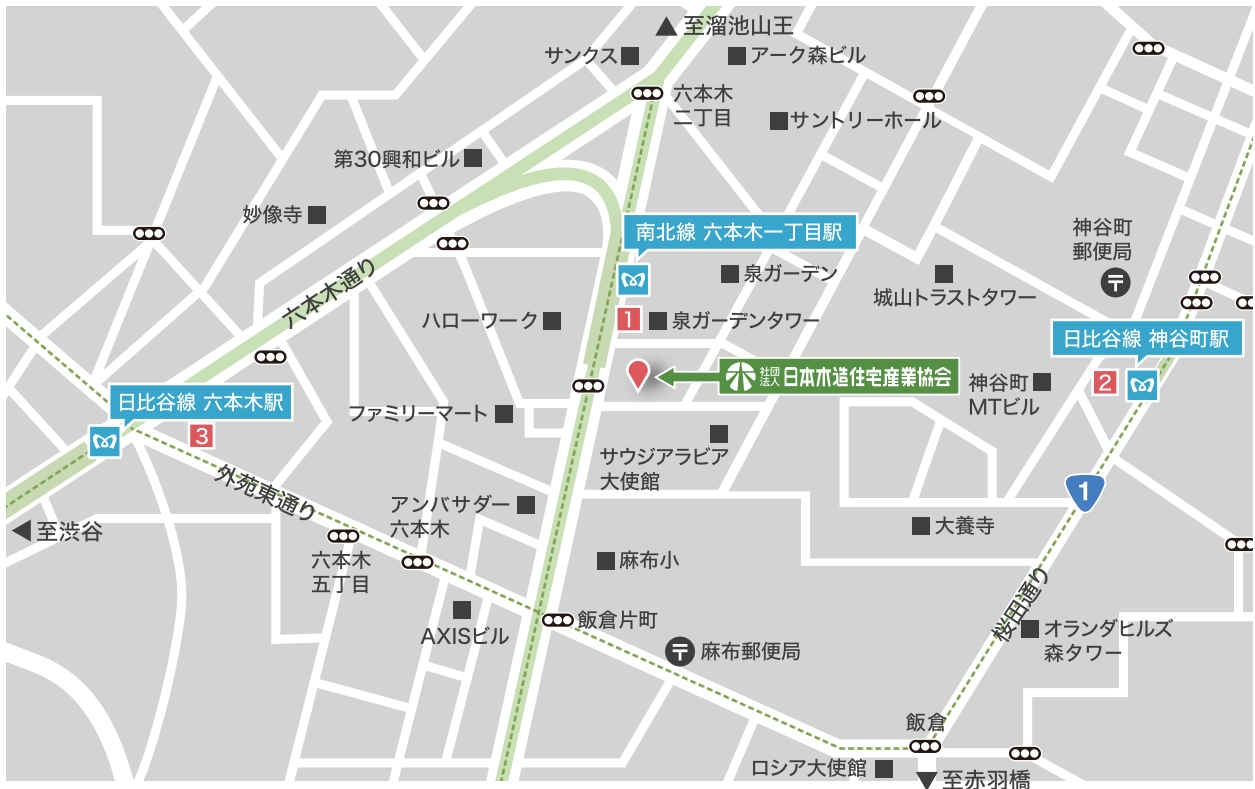 至溜池山王
サンクス
アーク森ビル
六本木
二丁目
サントリーホール
第30興和ビル
妙像寺
南北線 六本木一丁目駅
神谷町
郵便局
泉ガーデン
城山トラストタワー
六本木通り
ハローワーク
1
泉ガーデンタワー
日比谷線 神谷町駅
社団
法人
日本木造住宅産業協会
神谷町
MTビル
2
日比谷線 六本木駅
3
ファミリーマート
サウジアラビア
大使館
外苑東通り
アンバサダー
六本木
1
大養寺
至渋谷
六本木
五丁目
麻布小
桜田通り
AXISビル
飯倉片町
オランダヒルズ
森タワー
麻布郵便局
飯倉
ロシア大使館
至赤羽橋